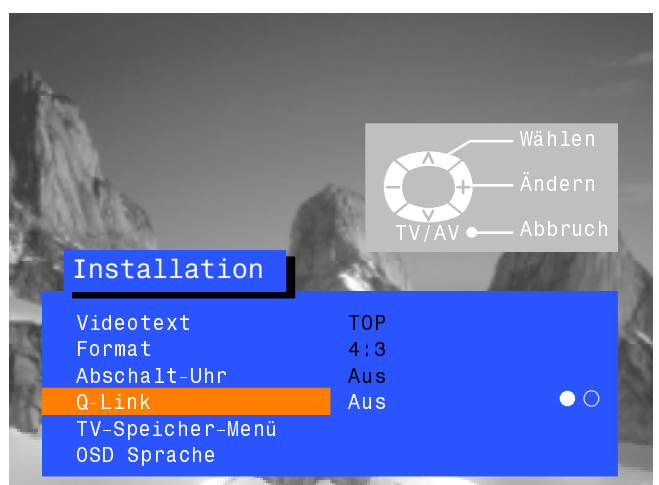 Wählen
Ändern
TV/AV Abbruch
Installation
Videotext TOP
Format 4:3
Abschalt-Uhr Aus
Q-Link Aus
TV-Speicher-Menü
OSD Sprache